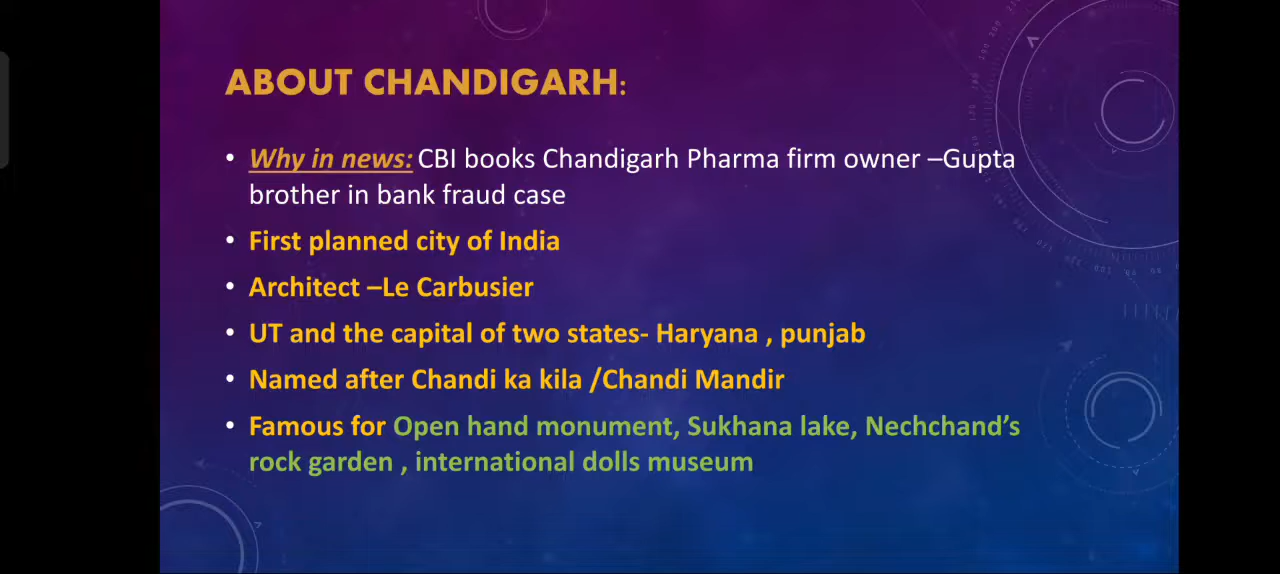 ABOUT CHANDIGARH:
• Why in news: CBI books Chandigarh Pharma firm owner –Gupta
brother in bank fraud case
• First planned city of India
• Architect –Le Carbusier
• UT and the capital of two states- Haryana , punjab
• Named after Chandi ka kila /Chandi Mandir
• Famous for Open hand monument, Sukhana lake, Nechchand’s
rock garden , international dolls museum